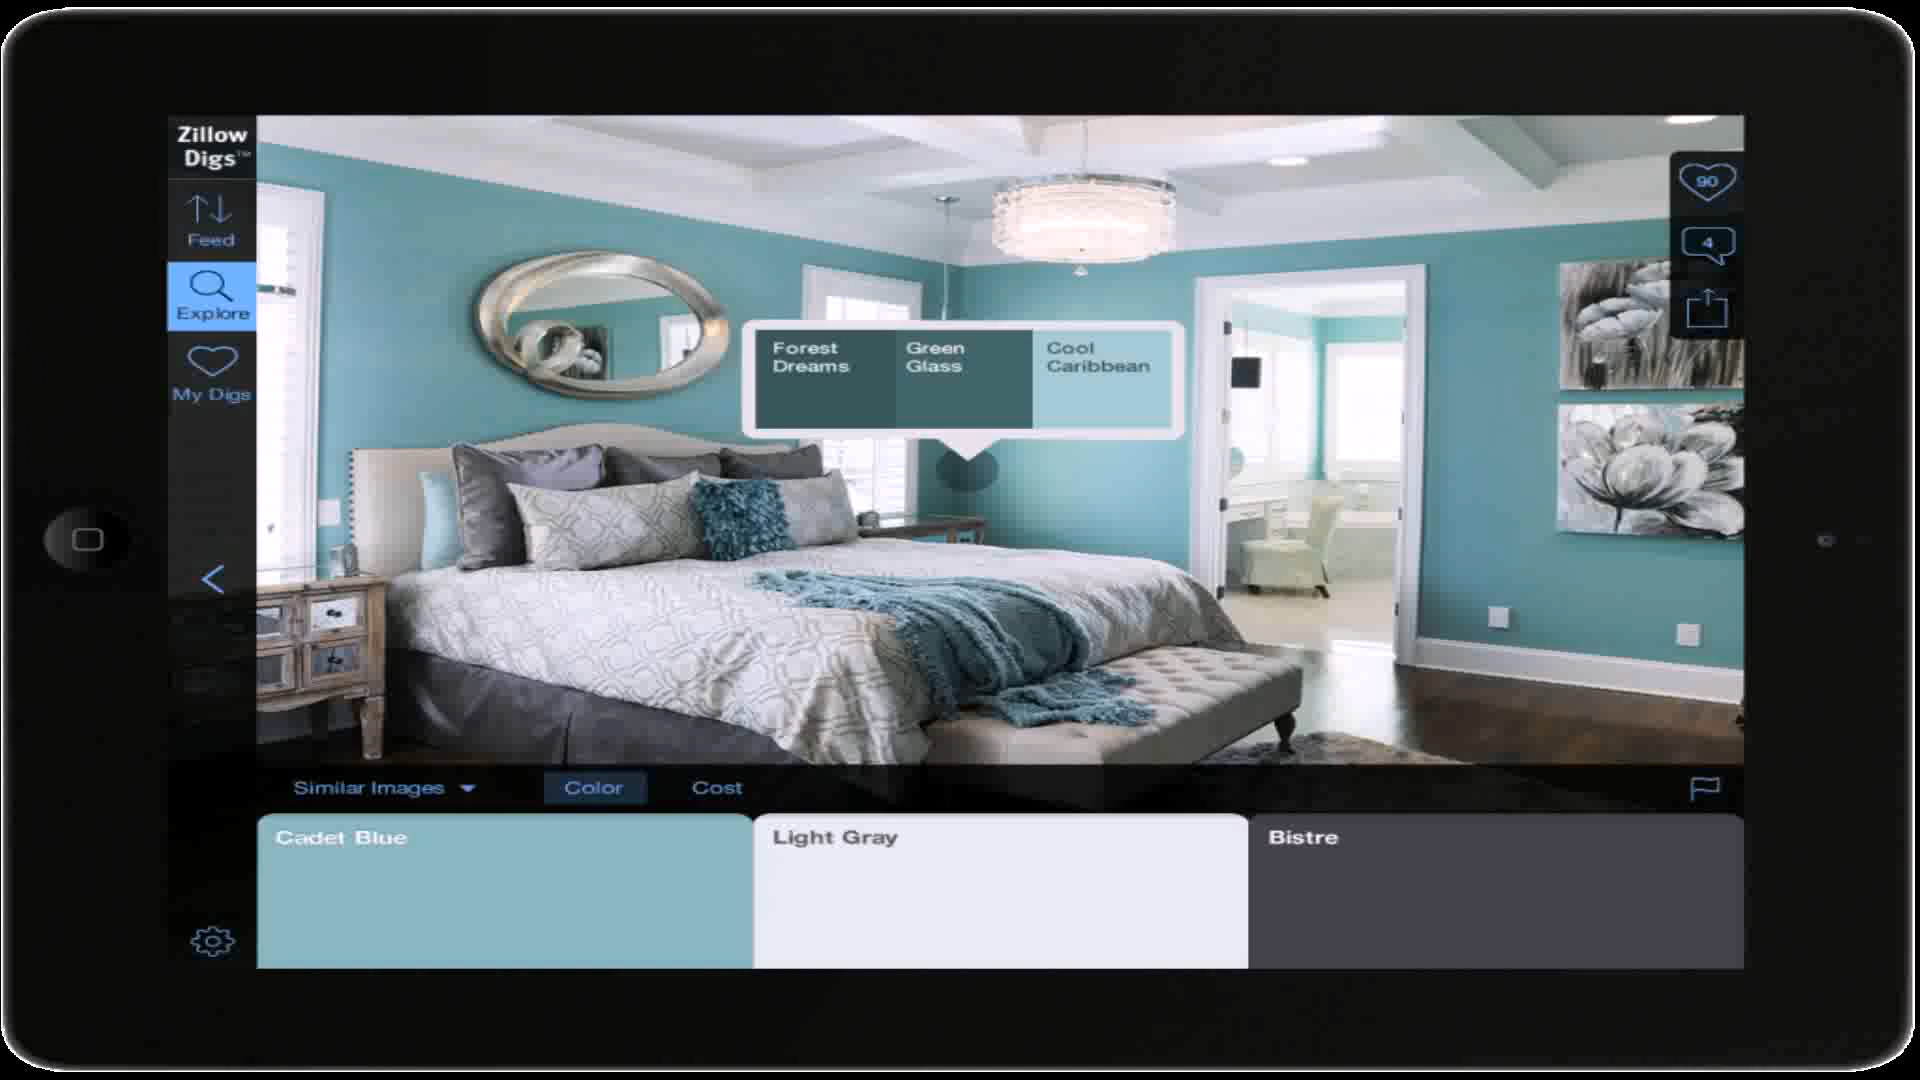 Zillow
Digs™
Feed
Explore
My Digs
90
4
Forest
Dreams
Green
Glass
Cool
Caribbean
Similar Images
Color
Cost
Cadet Blue
Light Gray
Bistre